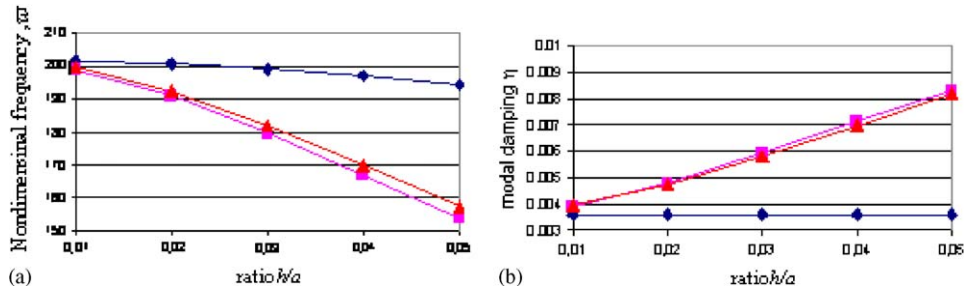 Nondimensional frequency, ϖ
210
200
190
180
170
160
150
0,01 0,02 0,03 0,04 0,05
(a) ratio h/a
modal damping η
0.01
0.009
0.008
0.007
0.006
0.005
0.004
0.003
0,01 0,02 0,03 0,04 0,05
(b) ratio h/a